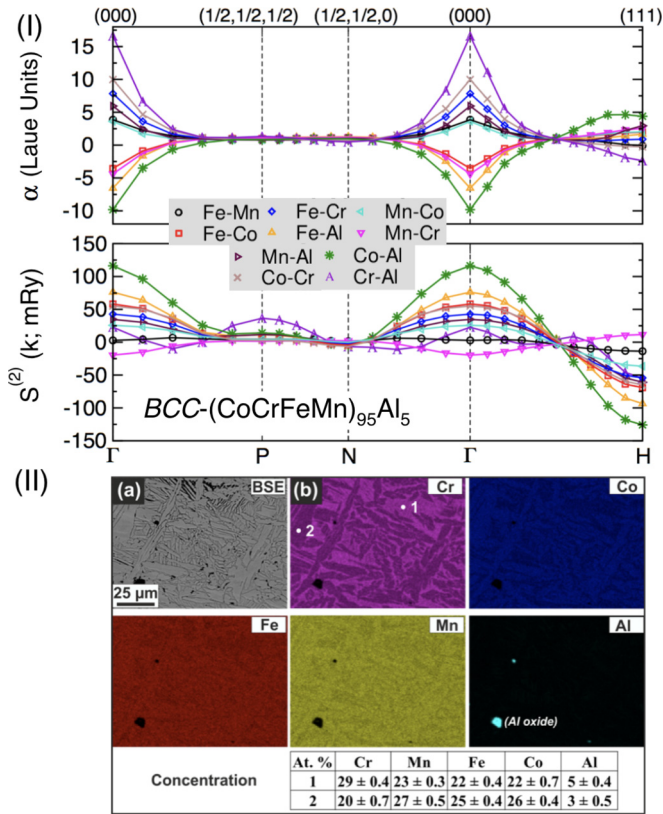 (I)
(000) (1/2,1/2,1/2) (1/2,1/2,0) (000) (111)
α (Laue Units)
15
10
5
0
-5
-10
Fe-Mn Fe-Cr Mn-Co
Fe-Co Fe-Al Mn-Cr
Mn-Al Co-Al
Co-Cr Cr-Al
S(2) (k; mRy)
150
100
50
0
-50
-100
-150
BCC-(CoCrFeMn)95Al5
Γ P N Γ H
(II)
(a) BSE (b) Cr Co
1
2
25 μm
Fe Mn Al
(Al oxide)
Concentration
At. % Cr Mn Fe Co Al
1 29 ± 0.4 23 ± 0.3 22 ± 0.4 22 ± 0.7 5 ± 0.4
2 20 ± 0.7 27 ± 0.5 25 ± 0.4 26 ± 0.4 3 ± 0.5